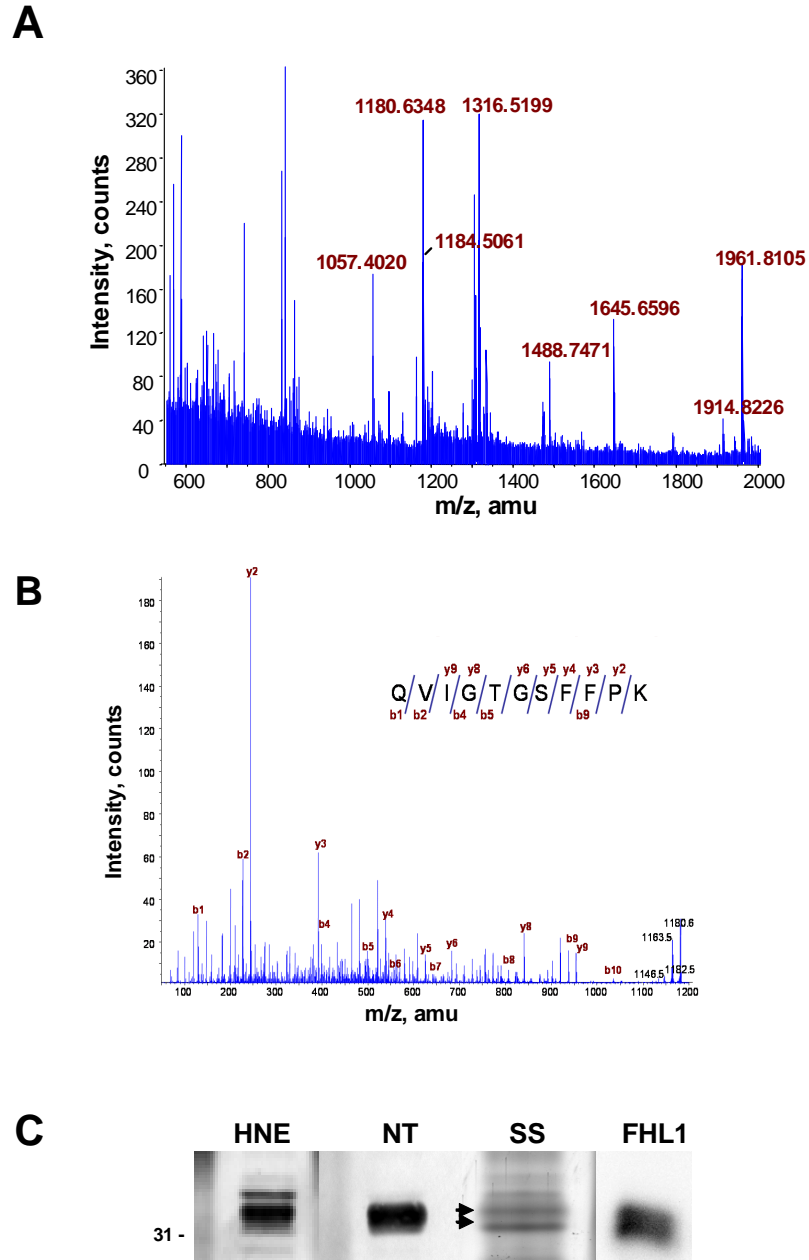 A
Intensity, counts
360
320
280
240
200
160
120
80
40
0
1180.6348
1316.5199
1184.5061
1057.4020
1961.8105
1645.6596
1488.7471
1914.8226
600 800 1000 1200 1400 1600 1800 2000
m/z, amu
B
Intensity, counts
180
160
140
120
100
80
60
40
20
y2
y9 y8 y6 y5 y4 y3 y2
Q V I G T G S F F P K
b1 b2 b4 b5 b9
b2
y3
b1
b4
y4
b5
b6
y5
b7
y6
b8
y8
b9
y9
b10
1180.6
1163.5
1146.5
1182.5
100 200 300 400 500 600 700 800 900 1000 1100 1200
m/z, amu
C
HNE NT SS FHL1
31 -